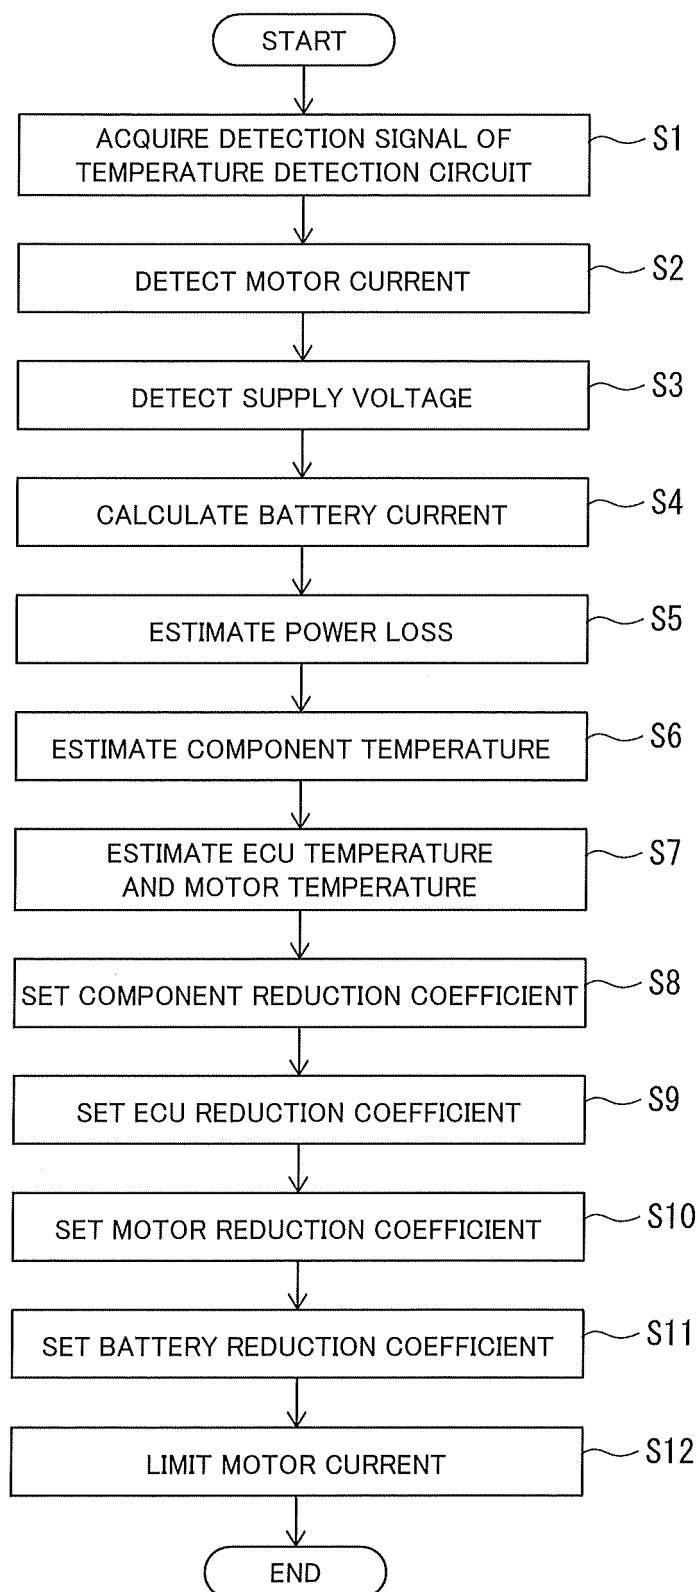 START
ACQUIRE DETECTION SIGNAL OF
TEMPERATURE DETECTION CIRCUIT
S1
DETECT MOTOR CURRENT
S2
DETECT SUPPLY VOLTAGE
S3
CALCULATE BATTERY CURRENT
S4
ESTIMATE POWER LOSS
S5
ESTIMATE COMPONENT TEMPERATURE
S6
ESTIMATE ECU TEMPERATURE
AND MOTOR TEMPERATURE
S7
SET COMPONENT REDUCTION COEFFICIENT
S8
SET ECU REDUCTION COEFFICIENT
S9
SET MOTOR REDUCTION COEFFICIENT
S10
SET BATTERY REDUCTION COEFFICIENT
S11
LIMIT MOTOR CURRENT
S12
END